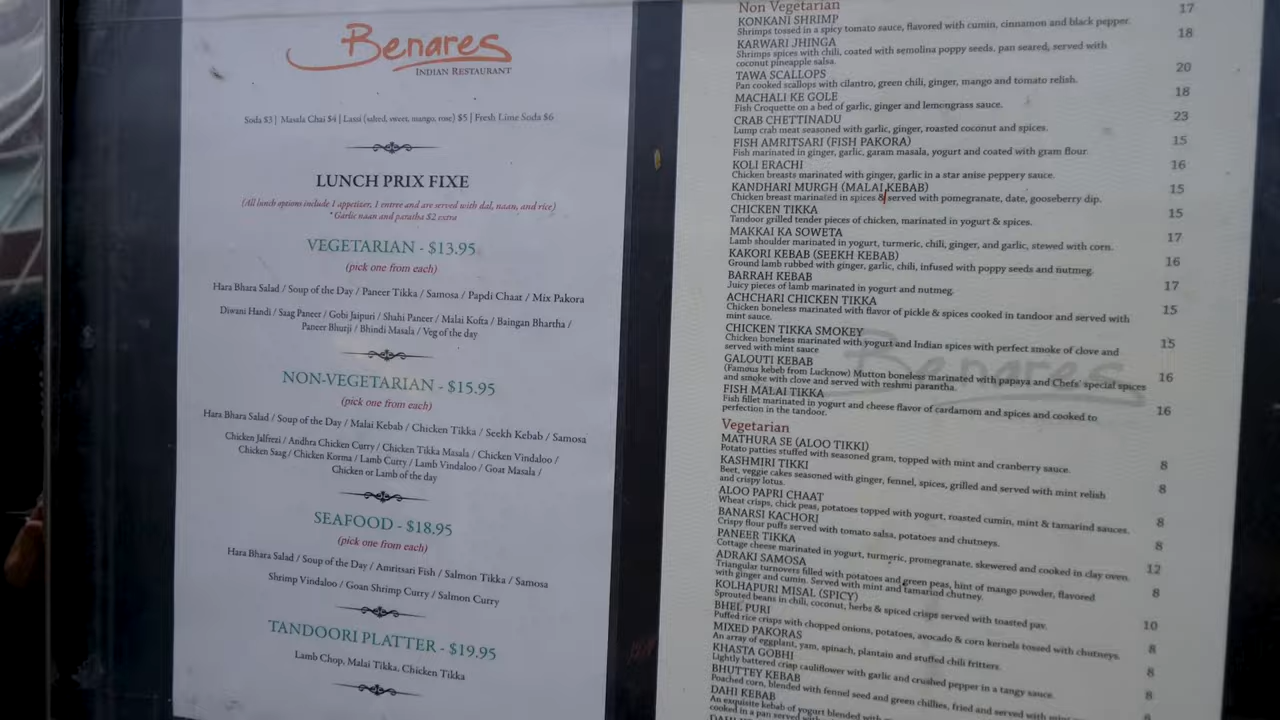 Benares
INDIAN RESTAURANT
Soda $3 | Masala Chai $4 | Lassi (salted, sweet, mango, rose) $5 | Fresh Lime Soda $6
LUNCH PRIX FIXE
(All lunch options include 1 appetizer, 1 entree and are served with dal, naan, and rice)
* Garlic naan and paratha $2 extra
VEGETARIAN - $13.95
(pick one from each)
Hara Bhara Salad / Soup of the Day / Paneer Tikka / Samosa / Papdi Chaat / Mix Pakora
Diwani Handi / Saag Paneer / Gobi Jaipuri / Shahi Paneer / Malai Kofta / Baingan Bhartha /
Paneer Bhurji / Bhindi Masala / Veg of the day
NON-VEGETARIAN - $15.95
(pick one from each)
Hara Bhara Salad / Soup of the Day / Malai Kebab / Chicken Tikka / Seekh Kebab / Samosa
Chicken Jalfrezi / Andhra Chicken Curry / Chicken Tikka Masala / Chicken Vindaloo /
Chicken Saag / Chicken Korma / Lamb Curry / Lamb Vindaloo / Goat Masala /
Chicken or Lamb of the day
SEAFOOD - $18.95
(pick one from each)
Hara Bhara Salad / Soup of the Day / Amritsari Fish / Salmon Tikka / Samosa
Shrimp Vindaloo / Goan Shrimp Curry / Salmon Curry
TANDOORI PLATTER - $19.95
Lamb Chop, Malai Tikka, Chicken Tikka
Non Vegetarian
KONKANI SHRIMP 17
Shrimps tossed in a spicy tomato sauce, flavored with cumin, cinnamon and black pepper.
KARWARI JHINGA 18
Shrimps spices with chili, coated with semolina poppy seeds, pan seared, served with
coconut pineapple salsa.
TAWA SCALLOPS 20
Pan cooked scallops with cilantro, green chili, ginger, mango and tomato relish.
MACHALI KE GOLE 18
Fish Croquette on a bed of garlic, ginger and lemongrass sauce.
CRAB CHETTINADU 23
Lump crab meat seasoned with garlic, ginger, roasted coconut and spices.
FISH AMRITSARI (FISH PAKORA) 15
Fish marinated in ginger, garlic, garam masala, yogurt and coated with gram flour.
KOLI ERACHI 16
Chicken breasts marinated with ginger, garlic in a star anise peppery sauce.
KANDHARI MURGH (MALAI KEBAB) 15
Chicken breast marinated in spices & served with pomegranate, date, gooseberry dip.
CHICKEN TIKKA 15
Tandoor grilled tender pieces of chicken, marinated in yogurt & spices.
MAKKAI KA SOWETA 17
Lamb shoulder marinated in yogurt, turmeric, chili, ginger, and garlic, stewed with corn.
KAKORI KEBAB (SEEKH KEBAB) 16
Ground lamb rubbed with ginger, garlic, chili, infused with poppy seeds and nutmeg.
BARRAH KEBAB 17
Juicy pieces of lamb marinated in yogurt and nutmeg.
ACHCHARI CHICKEN TIKKA 15
Chicken boneless marinated with flavor of pickle & spices cooked in tandoor and served with
mint sauce.
CHICKEN TIKKA SMOKEY 15
Chicken boneless marinated with yogurt and Indian spices with perfect smoke of clove and
served with mint sauce
GALOUTI KEBAB 16
(Famous kebeb from Lucknow) Mutton boneless marinated with papaya and Chefs' special spices
and smoke with clove and served with reshmi parantha.
FISH MALAI TIKKA 16
Fish fillet marinated in yogurt and cheese flavor of cardamom and spices and cooked to
perfection in the tandoor.
Benares
Vegetarian
MATHURA SE (ALOO TIKKI) 8
Potato patties stuffed with seasoned gram, topped with mint and cranberry sauce.
KASHMIRI TIKKI 8
Beet, veggie cakes seasoned with ginger, fennel, spices, grilled and served with mint relish
and crispy lotus.
ALOO PAPRI CHAAT 8
Wheat crisps, chick peas, potatoes topped with yogurt, roasted cumin, mint & tamarind sauces.
BANARSI KACHORI 8
Crispy flour puffs served with tomato salsa, potatoes and chutneys.
PANEER TIKKA 12
Cottage cheese marinated in yogurt, turmeric, promegranate, skewered and cooked in clay oven.
ADRAKI SAMOSA 8
Triangular turnovers filled with potatoes and green peas, hint of mango powder, flavored
with ginger and cumin. Served with mint and tamarind chutney.
KOLHAPURI MISAL (SPICY) 10
Sprouted beans in chili, coconut, herbs & spiced crisps served with toasted pav.
BHEL PURI 8
Puffed rice crisps with chopped onions, potatoes, avocado & corn kernels tossed with chutneys.
MIXED PAKORAS 8
An array of eggplant, yam, spinach, plantain and stuffed chili fritters.
KHASTA GOBHI 8
Lightly battered crisp cauliflower with garlic and crushed pepper in a tangy sauce.
BHUTTEY KEBAB
Poached corn, blended with fennel seed and green chillies, fried and served with mint
DAHI KEBAB
An exquisite kebab of yogurt blended with
cooked in a pan served